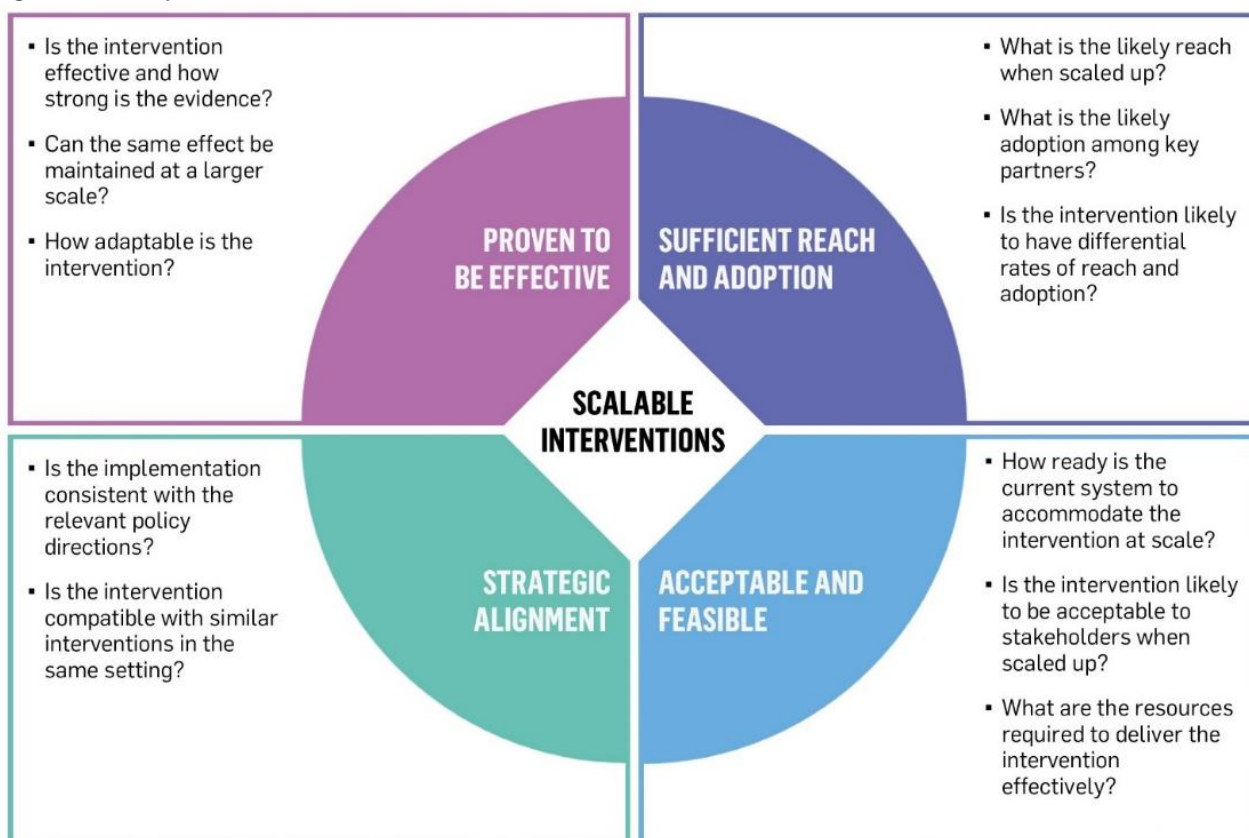 ▪ Is the intervention
effective and how
strong is the evidence?
▪ Can the same effect be
maintained at a larger
scale?
▪ How adaptable is the
intervention?
PROVEN TO
BE EFFECTIVE
▪ What is the likely reach
when scaled up?
▪ What is the likely
adoption among key
partners?
▪ Is the intervention likely
to have differential
rates of reach and
adoption?
SUFFICIENT REACH
AND ADOPTION
SCALABLE
INTERVENTIONS
▪ Is the implementation
consistent with the
relevant policy
directions?
▪ Is the intervention
compatible with similar
interventions in the
same setting?
STRATEGIC
ALIGNMENT
▪ How ready is the
current system to
accommodate the
intervention at scale?
▪ Is the intervention likely
to be acceptable to
stakeholders when
scaled up?
▪ What are the resources
required to deliver the
intervention
effectively?
ACCEPTABLE AND
FEASIBLE